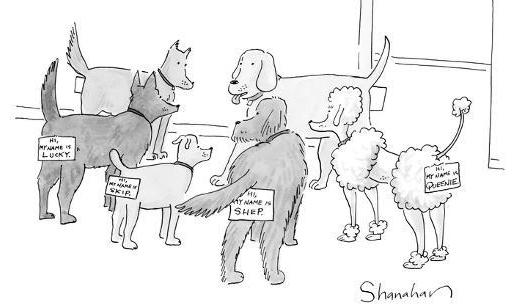 HI,
MY NAME IS
LUCKY.
HI,
MY NAME IS
SKIP.
HI,
MY NAME IS
SHEP.
HI,
MY NAME IS
QUEENIE.
Shanahan